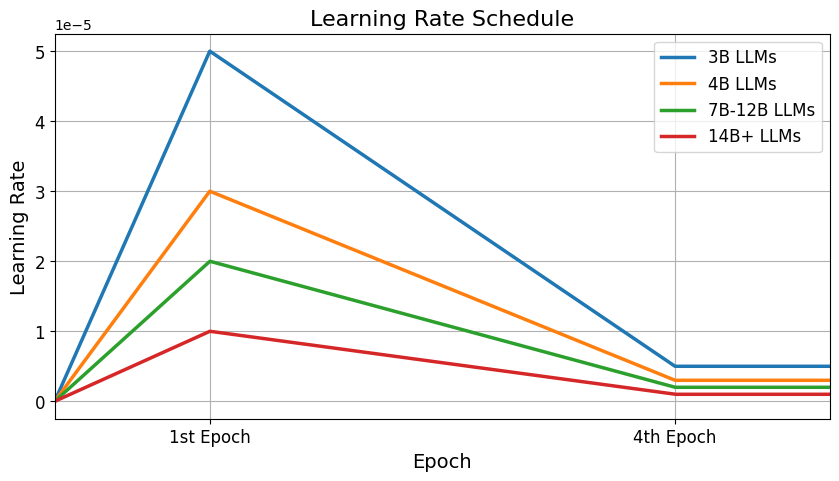 Learning Rate Schedule
1e−5
5
4
3
2
1
0
Learning Rate
3B LLMs
4B LLMs
7B-12B LLMs
14B+ LLMs
1st Epoch
4th Epoch
Epoch